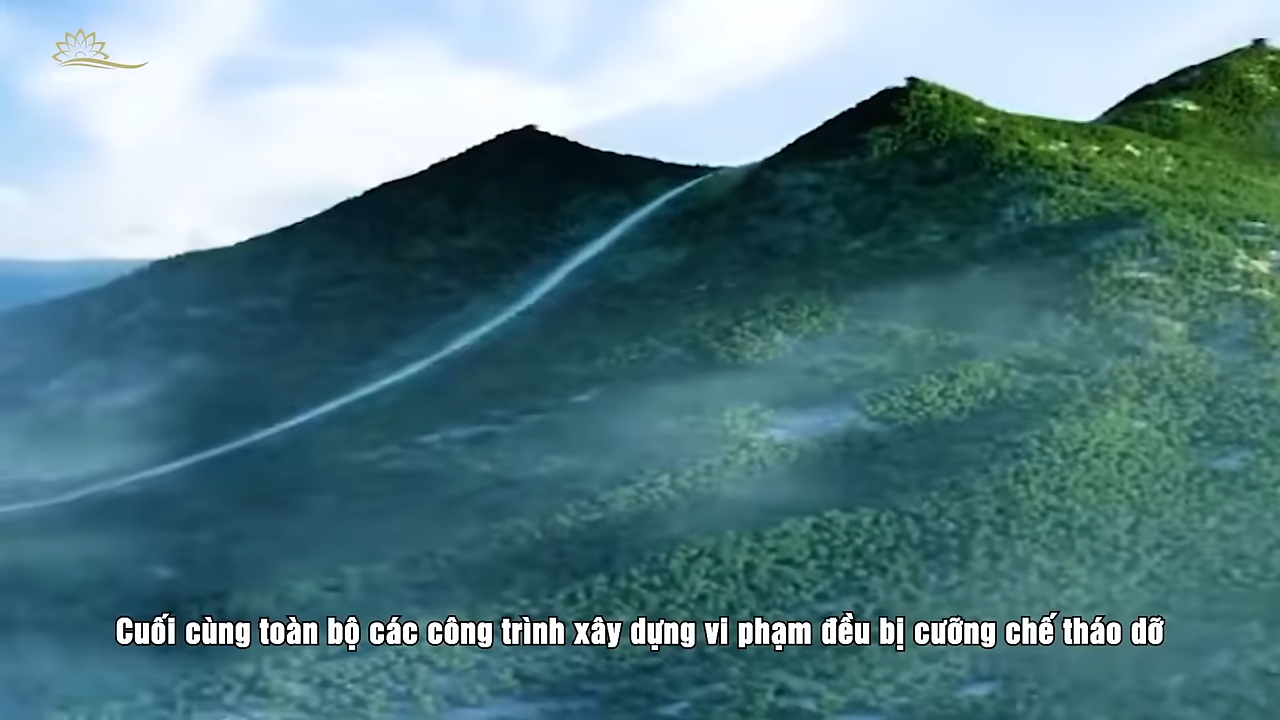 Cuối cùng toàn bộ các công trình xây dựng vi phạm đều bị cưỡng chế tháo dỡ